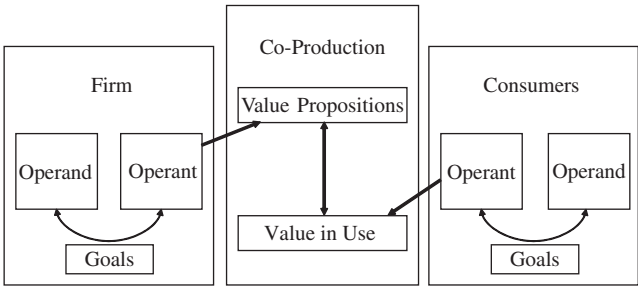 Firm
Operand
Operant
Goals
Co-Production
Value Propositions
Value in Use
Consumers
Operant
Operand
Goals